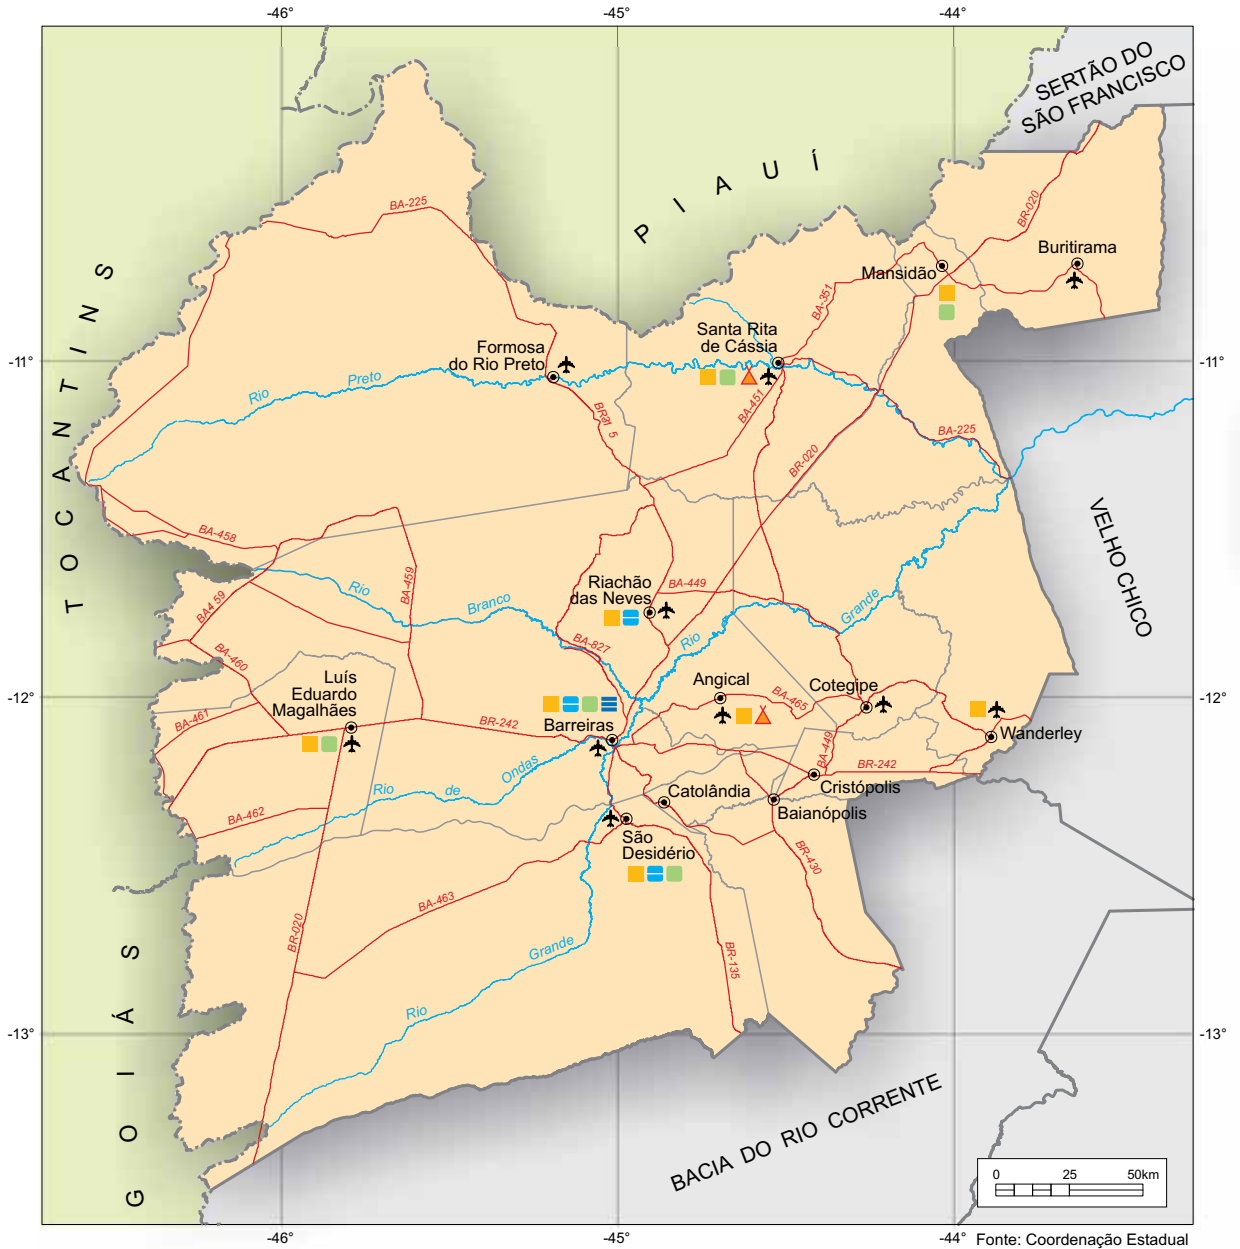 -46°
-45°
-44°
SERTÃO DO
SÃO FRANCISCO
PIAUÍ
BA-225
BR-020
Buritirama
Mansidão
BA-351
TOCANTINS
Santa Rita
de Cássia
Formosa
do Rio Preto
-11°
-11°
Rio
Preto
BA-451
BR-020
BR81 5
BA-225
BA-458
VELHO CHICO
Rio
BA-459
Branco
Riachão
das Neves
BA-449
Grande
BA4 59
Rio
BA-827
BA-460
Luís
Eduardo
Magalhães
Angical
Cotegipe
-12°
-12°
BA-465
BA-461
BR-242
Barreiras
Wanderley
BA-449
BR-242
Ondas
Rio
de
Catolândia
Cristópolis
Baianópolis
BA-462
São
Desidério
BR-430
BA-463
BR-020
Grande
BR-135
Rio
-13°
-13°
GOIÁS
BACIA DO RIO CORRENTE
0
25
50km
-46°
-45°
-44°
Fonte: Coordenação Estadual